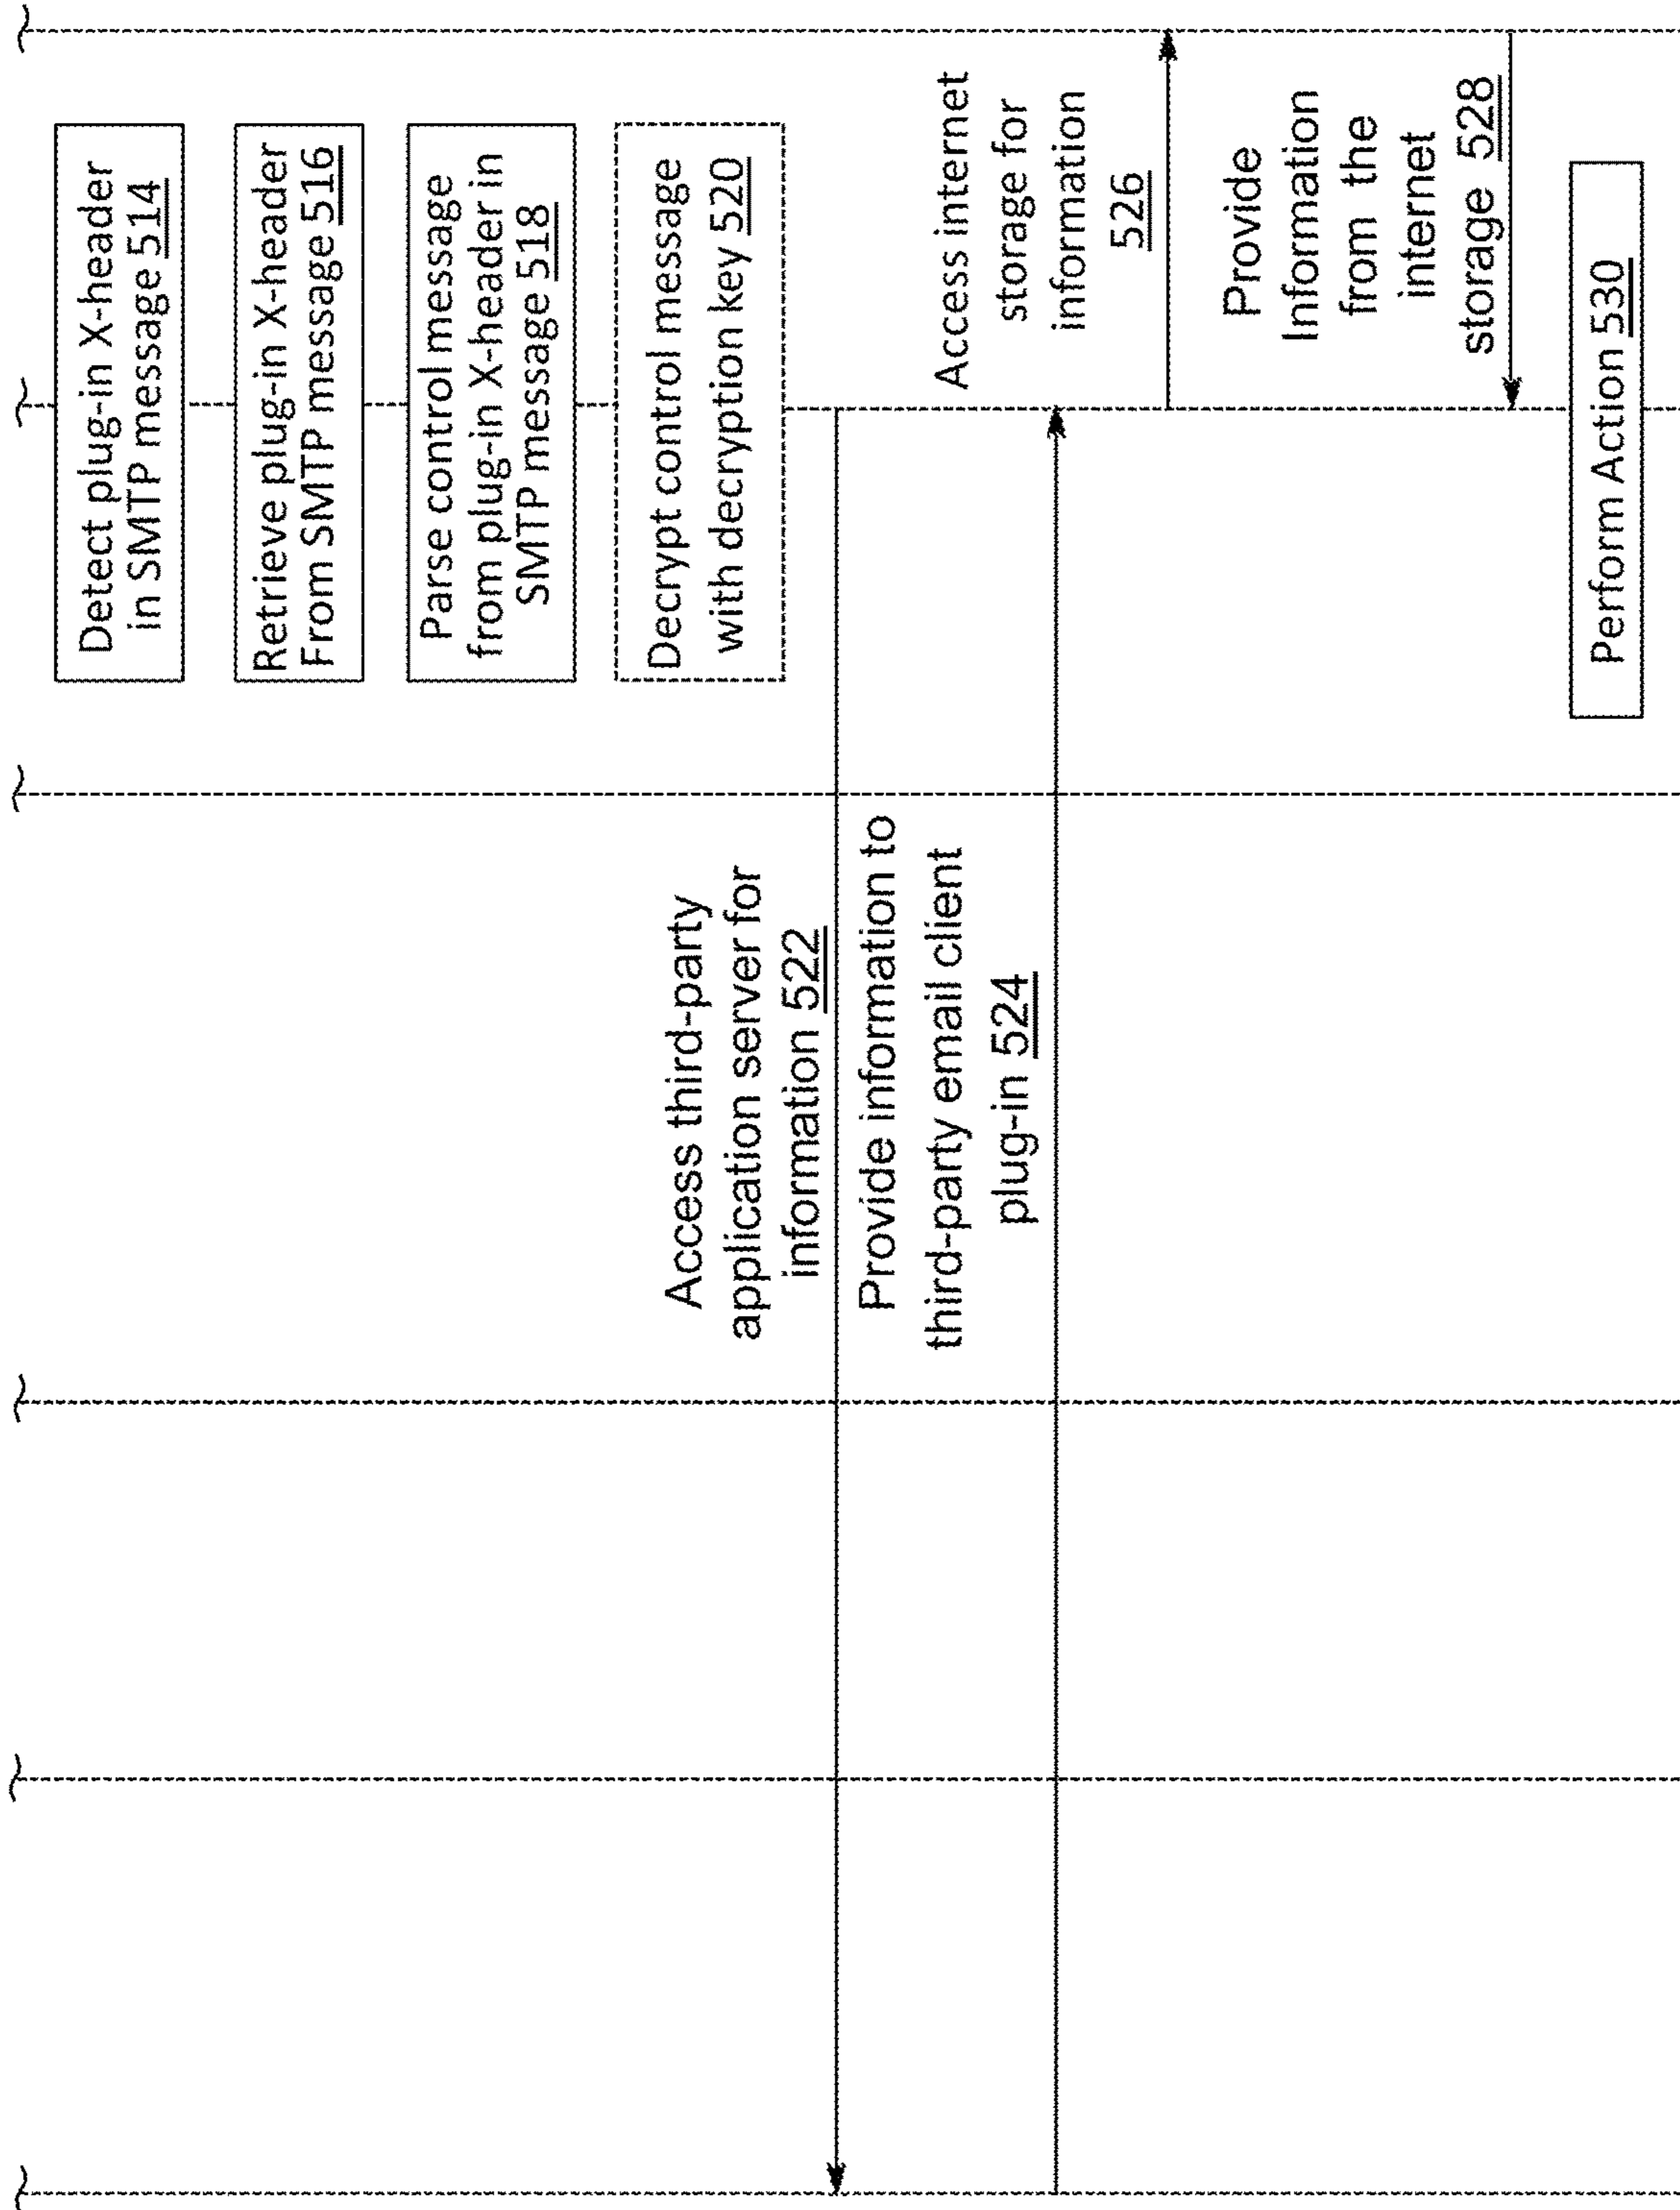 Detect plug-in X-header
in SMTP message 514
Retrieve plug-in X-header
From SMTP message 516
Parse control message
from plug-in X-header in
SMTP message 518
Decrypt control message
with decryption key 520
Access third-party
application server for
information 522
Provide information to
third-party email client
plug-in 524
Access internet
storage for
information
526
Provide
Information
from the
internet
storage 528
Perform Action 530